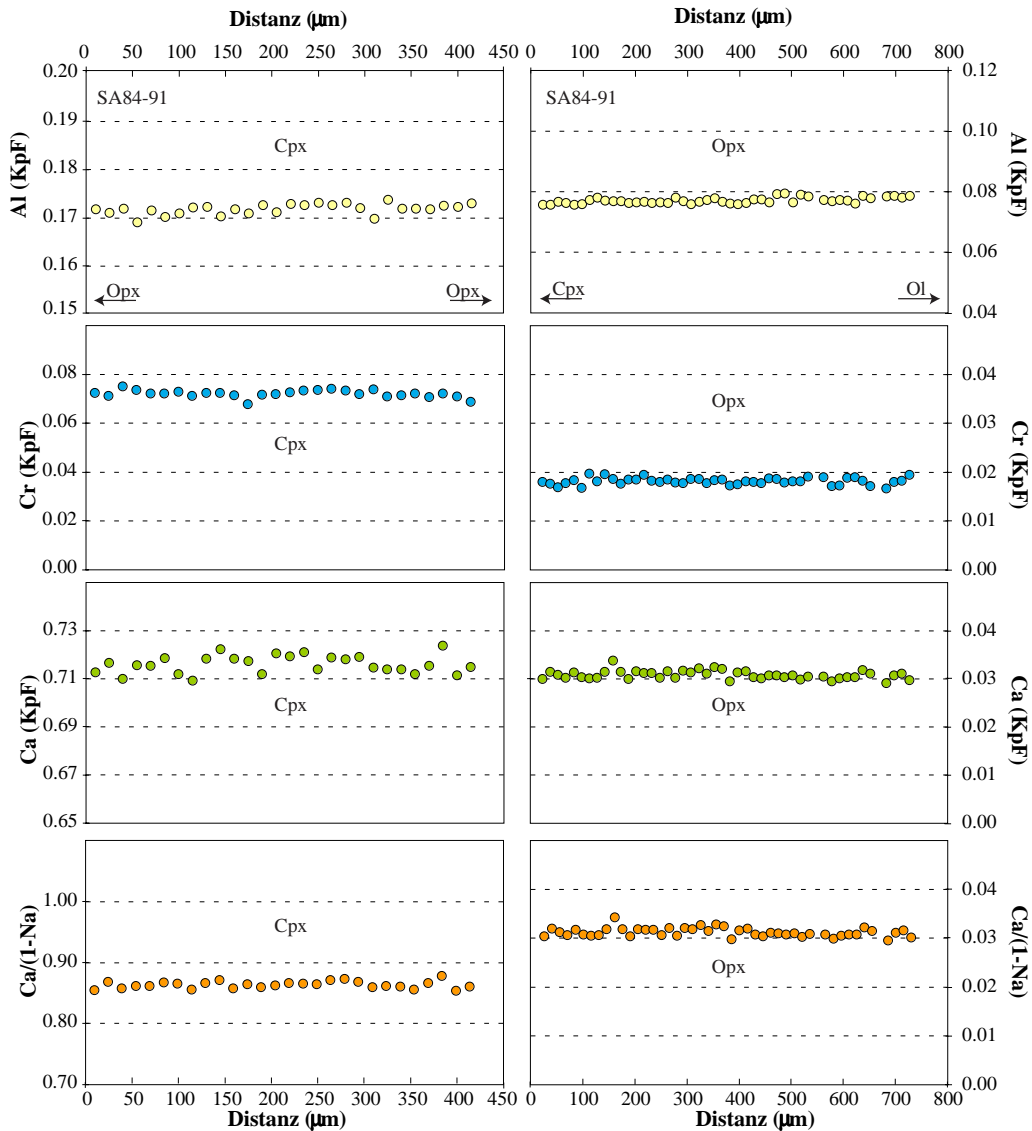 Distanz (µm) Distanz (µm)
0 50 100 150 200 250 300 350 400 450 0 100 200 300 400 500 600 700 800
0.20 0.12
SA84-91 SA84-91
0.19
Cpx Opx 0.10
0.18
Al (KpF) Al (KpF)
0.17 0.08
0.16 0.06
Opx Opx Cpx Ol
0.15 0.04
0.08 0.04
Opx
0.06 0.03
Cr (KpF) Cpx Cr (KpF)
0.04 0.02
0.02 0.01
0.00 0.00
0.73 0.04
0.71 0.03
Ca (KpF) Cpx Opx Ca (KpF)
0.69 0.02
0.67 0.01
0.65 0.00
1.00 0.04
Cpx
0.90 0.03
Ca/(1-Na) Opx Ca/(1-Na)
0.02
0.80
0.01
0.70 0.00
0 50 100 150 200 250 300 350 400 450 0 100 200 300 400 500 600 700 800
Distanz (µm) Distanz (µm)